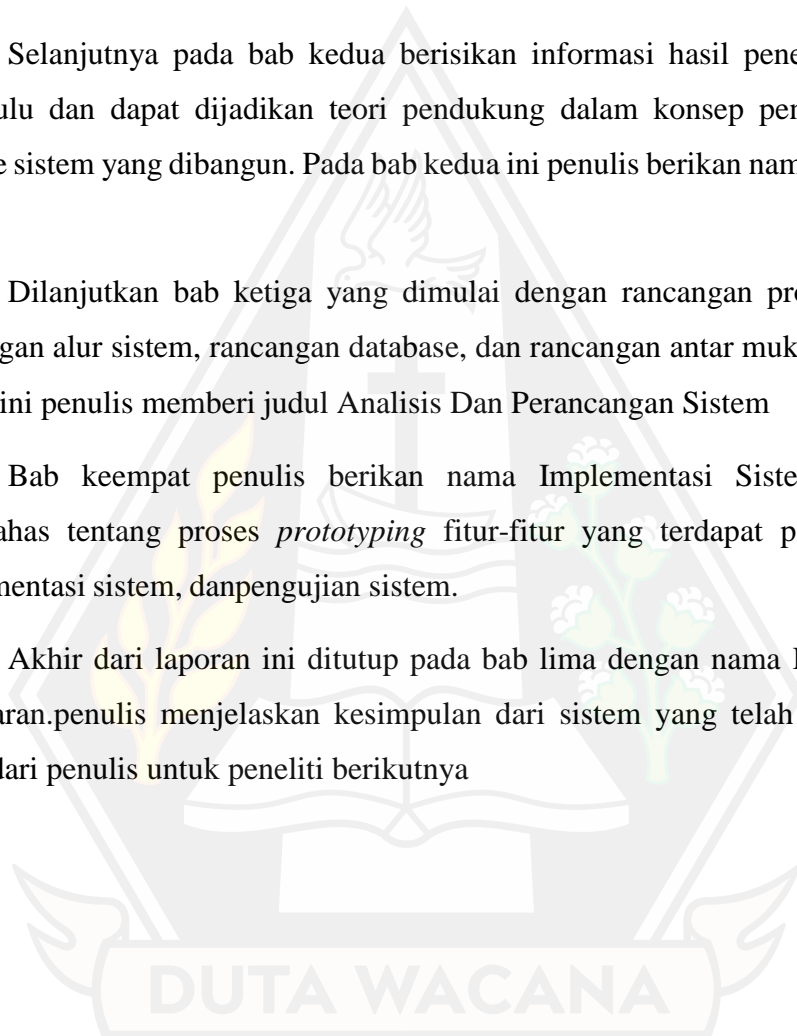 Selanjutnya pada bab kedua berisikan informasi hasil pene
ulu dan dapat dijadikan teori pendukung dalam konsep per
e sistem yang dibangun. Pada bab kedua ini penulis berikan nam
Dilanjutkan bab ketiga yang dimulai dengan rancangan pro
gan alur sistem, rancangan database, dan rancangan antar muk
ini penulis memberi judul Analisis Dan Perancangan Sistem
Bab keempat penulis berikan nama Implementasi Siste
ahas tentang proses prototyping fitur-fitur yang terdapat p
mentasi sistem, danpengujian sistem.
Akhir dari laporan ini ditutup pada bab lima dengan nama
aran.penulis menjelaskan kesimpulan dari sistem yang telah
dari penulis untuk peneliti berikutnya
DUTA WACANA